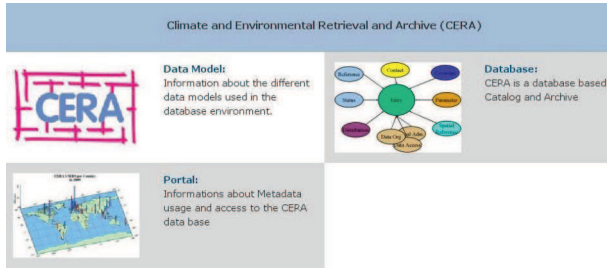 Climate and Environmental Retrieval and Archive (CERA)
CERA
Data Model:
Information about the different
data models used in the
database environment.
Reference
Contact
Status
Parameter
Distribution
Spatial
Reference
Data Org
Data Access
Database:
CERA is a database based
Catalog and Archive
Portal:
Informations about Metadata
usage and access to the CERA
data base